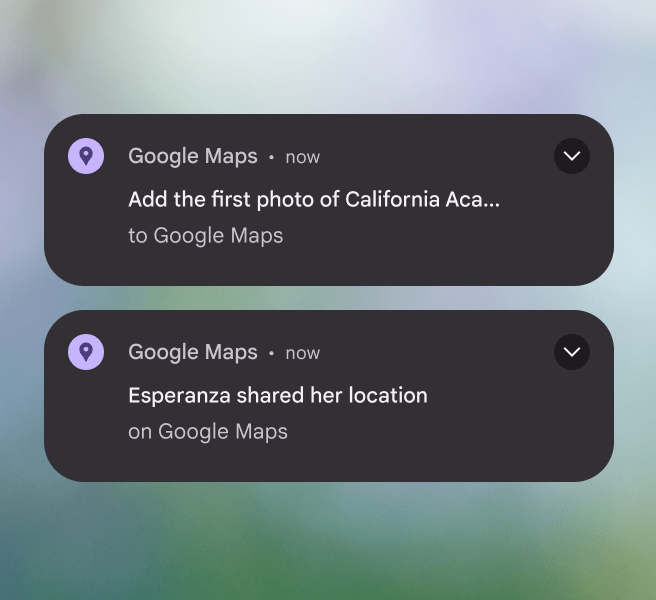 Google Maps • now
Add the first photo of California Aca...
to Google Maps
Google Maps • now
Esperanza shared her location
on Google Maps